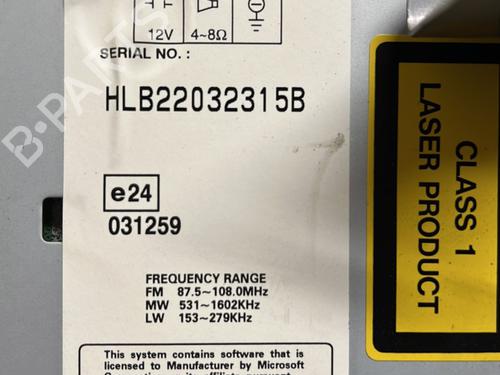 12V 4~8Ω
SERIAL NO. :
HLB22032315B
e24
031259
FREQUENCY RANGE
FM 87.5~108.0MHz
MW 531~1602KHz
LW 153~279KHz
This system contains software that is
licensed to Manufacturer by Microsoft
CLASS 1
LASER PRODUCT
B-PARTS